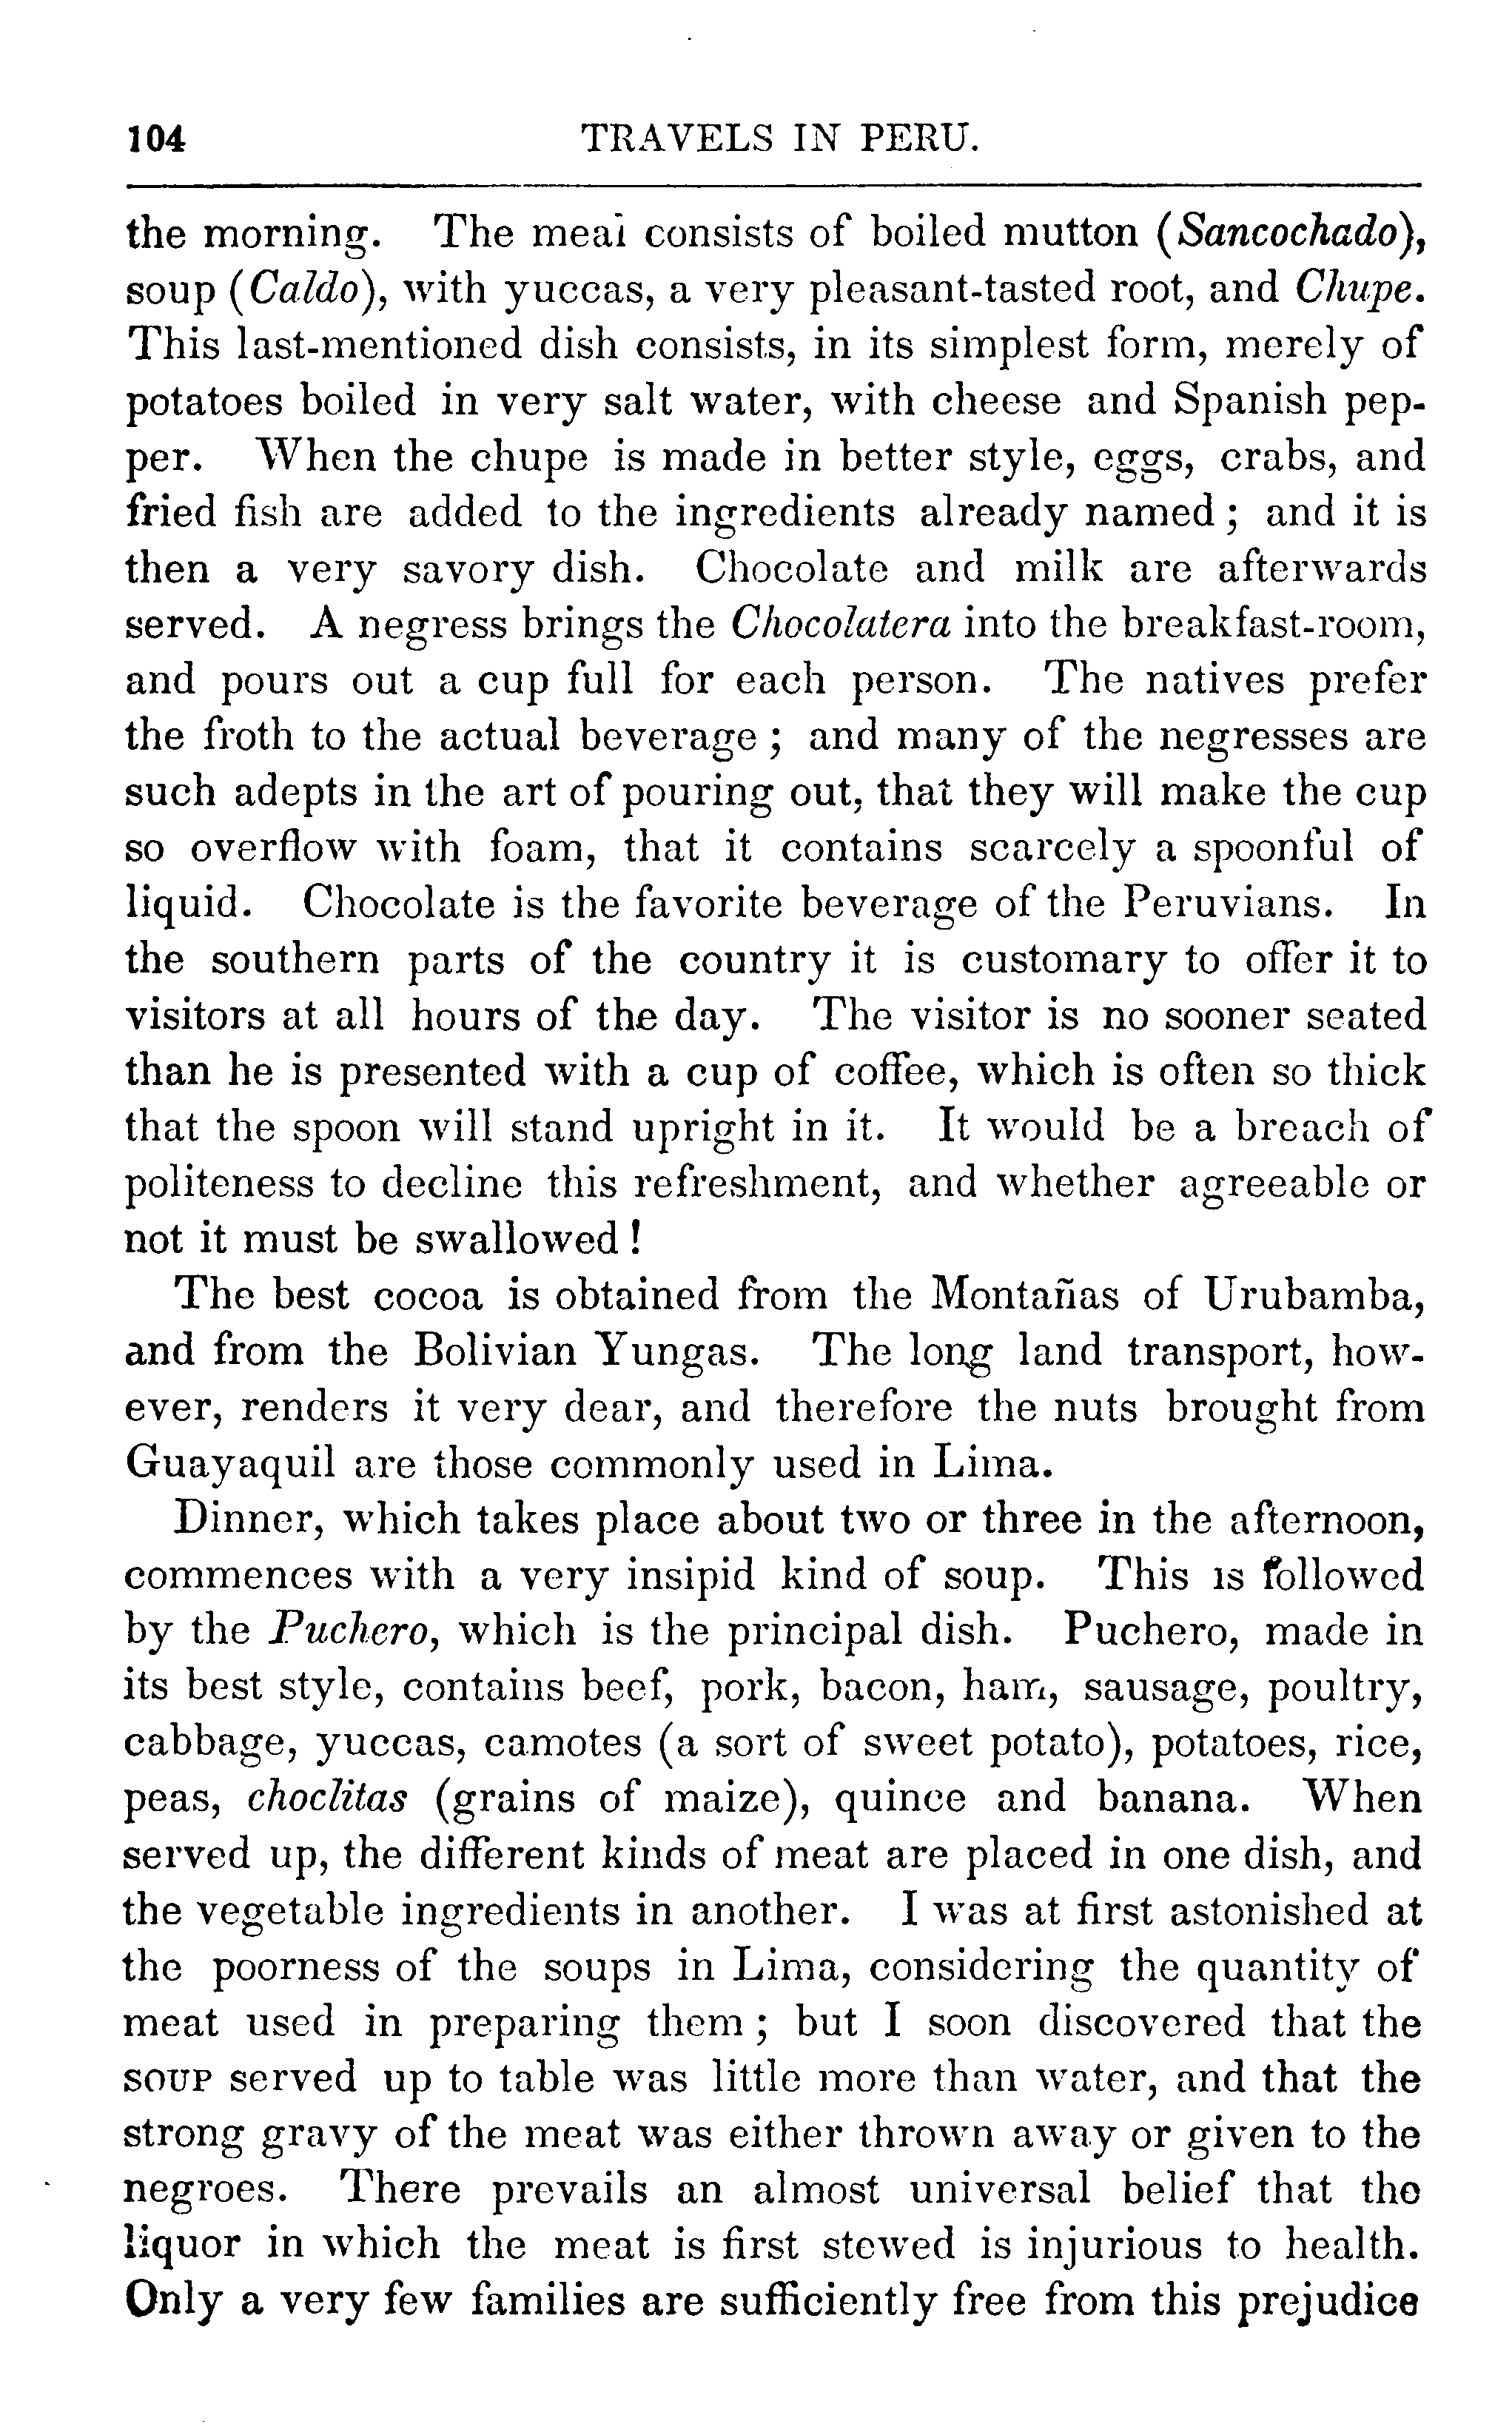 104 TRAVELS IN PERU.
the morning. The meal consists of boiled mutton (Sancochado),
soup (Caldo), with yuccas, a very pleasant-tasted root, and Chupe.
This last-mentioned dish consists, in its simplest form, merely of
potatoes boiled in very salt water, with cheese and Spanish pep-
per. When the chupe is made in better style, eggs, crabs, and
fried fish are added to the ingredients already named; and it is
then a very savory dish. Chocolate and milk are afterwards
served. A negress brings the Chocolatera into the breakfast-room,
and pours out a cup full for each person. The natives prefer
the froth to the actual beverage; and many of the negresses are
such adepts in the art of pouring out, that they will make the cup
so overflow with foam, that it contains scarcely a spoonful of
liquid. Chocolate is the favorite beverage of the Peruvians. In
the southern parts of the country it is customary to offer it to
visitors at all hours of the day. The visitor is no sooner seated
than he is presented with a cup of coffee, which is often so thick
that the spoon will stand upright in it. It would be a breach of
politeness to decline this refreshment, and whether agreeable or
not it must be swallowed!
The best cocoa is obtained from the Montañas of Urubamba,
and from the Bolivian Yungas. The long land transport, how-
ever, renders it very dear, and therefore the nuts brought from
Guayaquil are those commonly used in Lima.
Dinner, which takes place about two or three in the afternoon,
commences with a very insipid kind of soup. This is followed
by the Puchero, which is the principal dish. Puchero, made in
its best style, contains beef, pork, bacon, ham, sausage, poultry,
cabbage, yuccas, camotes (a sort of sweet potato), potatoes, rice,
peas, choclitas (grains of maize), quince and banana. When
served up, the different kinds of meat are placed in one dish, and
the vegetable ingredients in another. I was at first astonished at
the poorness of the soups in Lima, considering the quantity of
meat used in preparing them; but I soon discovered that the
soup served up to table was little more than water, and that the
strong gravy of the meat was either thrown away or given to the
negroes. There prevails an almost universal belief that the
liquor in which the meat is first stewed is injurious to health.
Only a very few families are sufficiently free from this prejudice